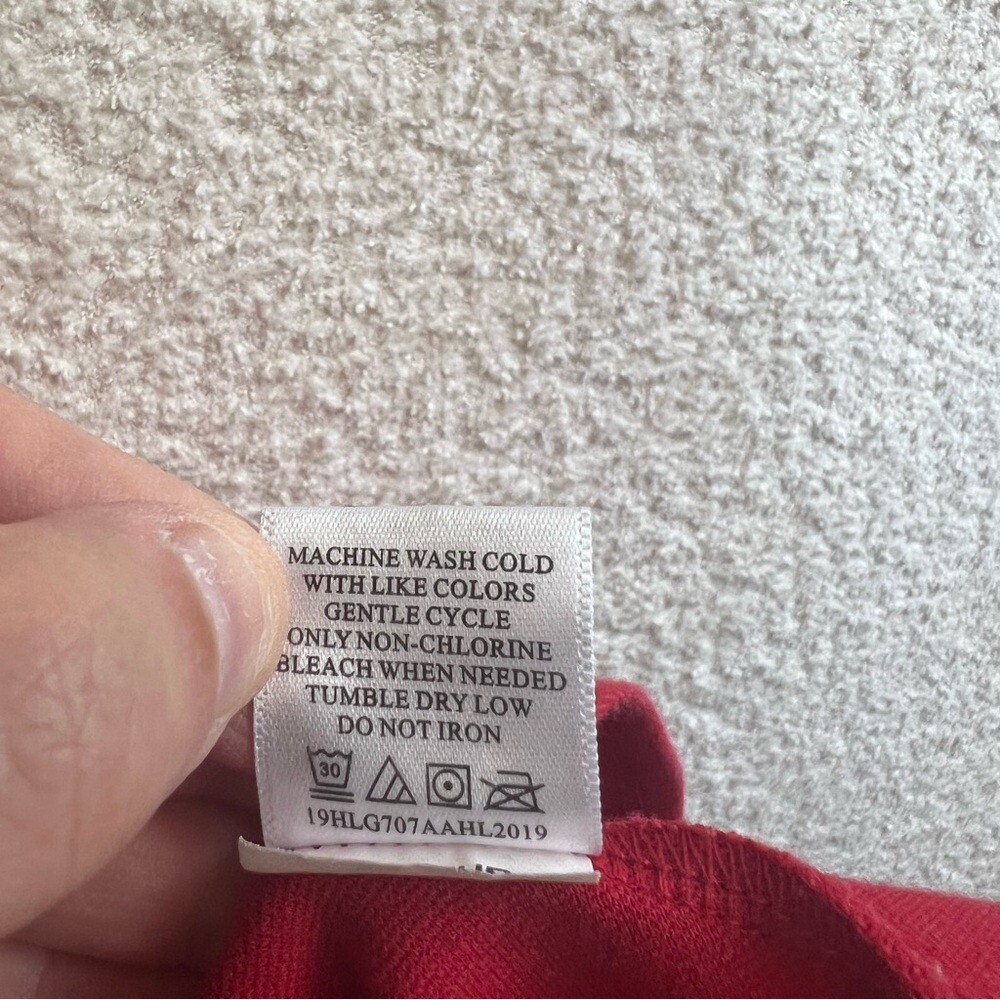 MACHINE WASH COLD
WITH LIKE COLORS
GENTLE CYCLE
ONLY NON-CHLORINE
BLEACH WHEN NEEDED
TUMBLE DRY LOW
DO NOT IRON
30
19HLG707AAHL2019